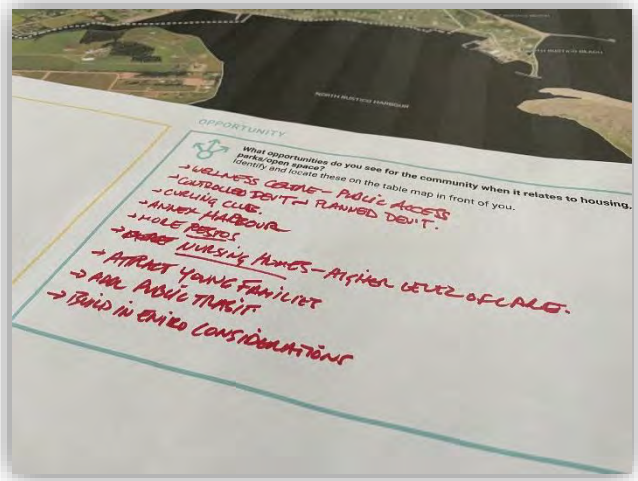 NORTH RUSTICO BEACH
NORTH RUSTICO HARBOUR
OPPORTUNITY
What opportunities do you see for the community when it relates to housing,
parks/open space?
Identify and locate these on the table map in front of you.
→ WELLNESS CENTRE – PUBLIC ACCESS
→ CONTROLLED DEV'T → PLANNED DEV'T.
→ CURLING CLUB.
→ ANNEX HARBOUR
→ MORE RESTOS
→ NURSING HOMES – HIGHER LEVEL OF CARE.
→ ATTRACT YOUNG FAMILIES
→ ADD PUBLIC TRANSIT.
→ BUILD IN ENVIRO CONSIDERATIONS